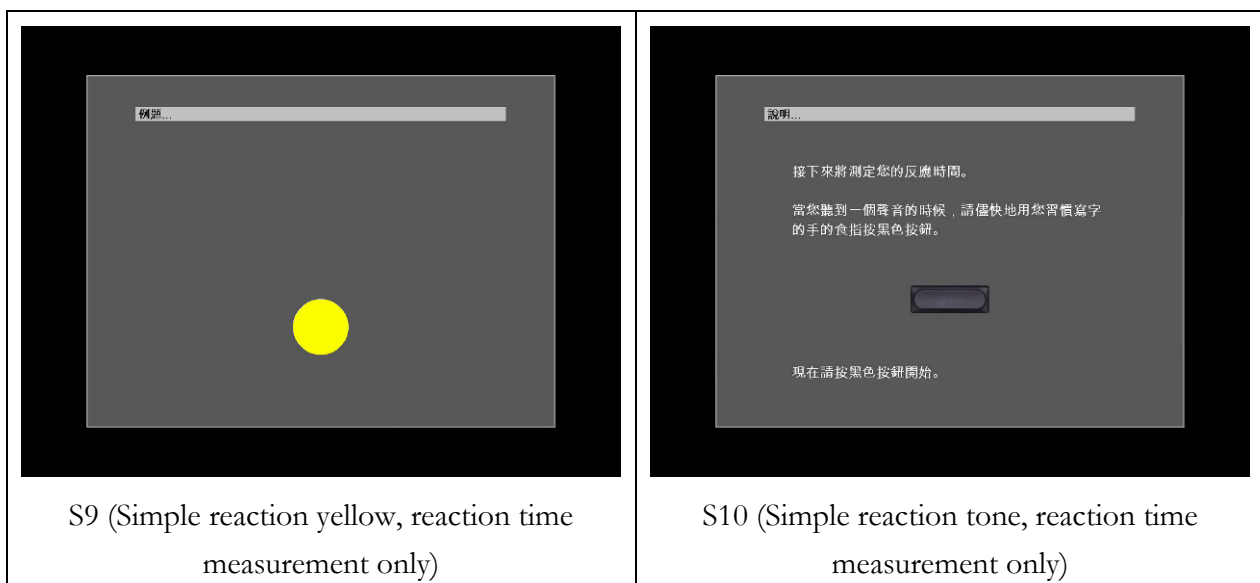 例題...
S9 (Simple reaction yellow, reaction time
measurement only)
說明...
接下來將測定您的反應時間。
當您聽到一個聲音的時候，請儘快地用您習慣寫字
的手的食指按黑色按鈕。
現在請按黑色按鈕開始。
S10 (Simple reaction tone, reaction time
measurement only)